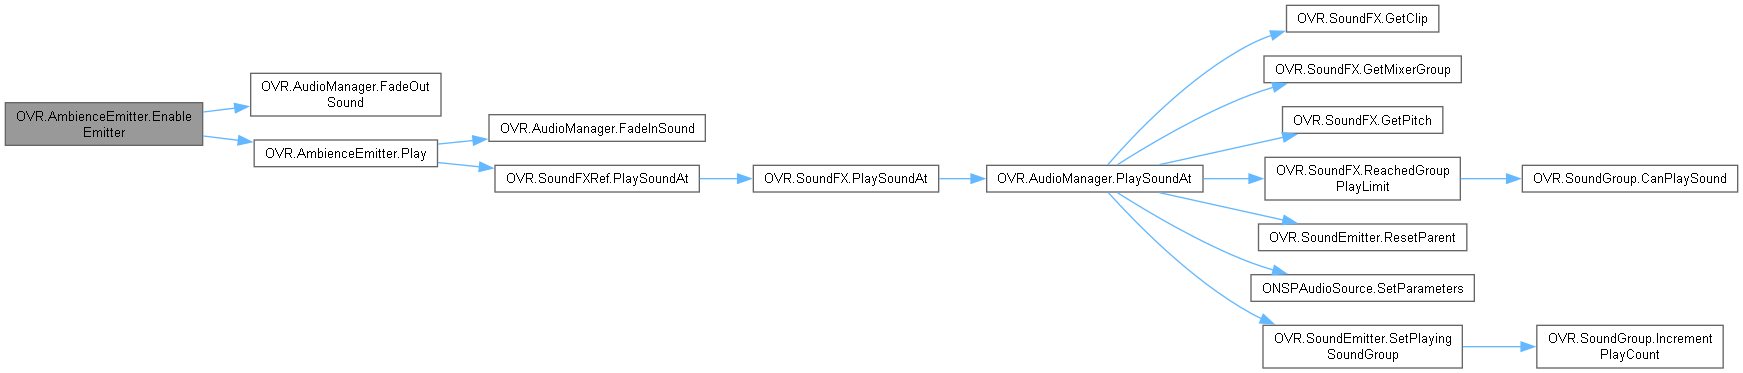 OVR.AmbienceEmitter.Enable
Emitter
OVR.AudioManager.FadeOut
Sound
OVR.AmbienceEmitter.Play
OVR.AudioManager.FadeInSound
OVR.SoundFXRef.PlaySoundAt
OVR.SoundFX.PlaySoundAt
OVR.AudioManager.PlaySoundAt
OVR.SoundFX.GetClip
OVR.SoundFX.GetMixerGroup
OVR.SoundFX.GetPitch
OVR.SoundFX.ReachedGroup
PlayLimit
OVR.SoundGroup.CanPlaySound
OVR.SoundEmitter.ResetParent
ONSPAudioSource.SetParameters
OVR.SoundEmitter.SetPlaying
SoundGroup
OVR.SoundGroup.Increment
PlayCount